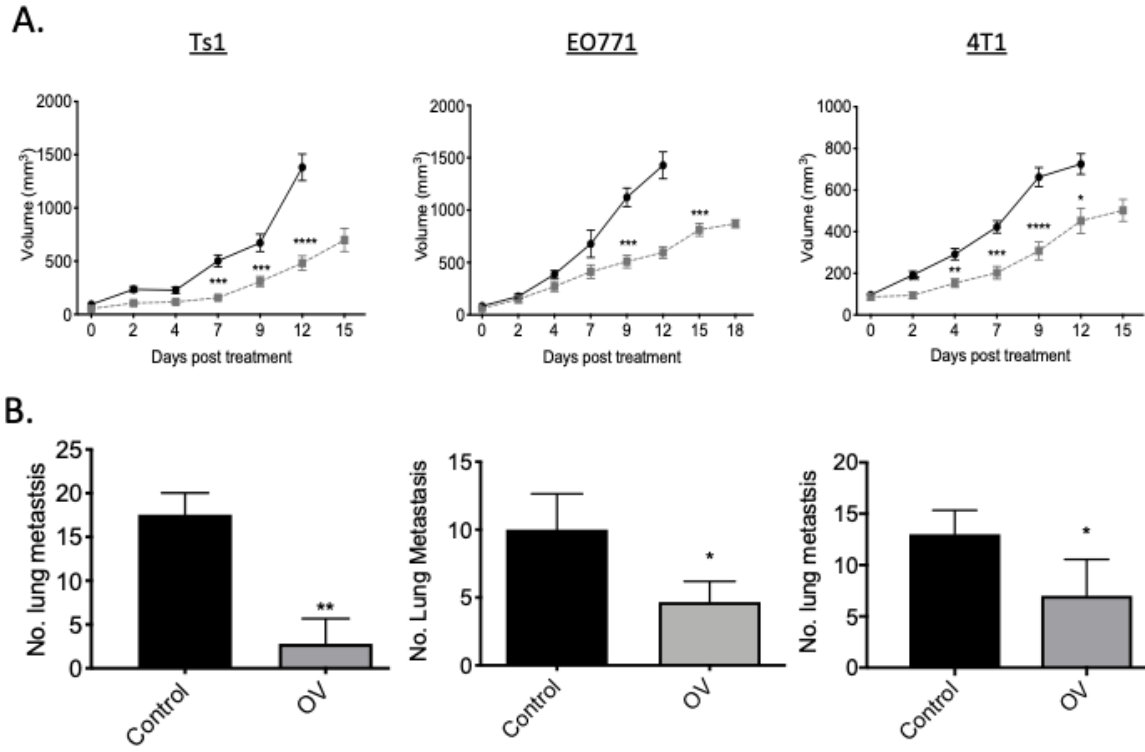 A.
Ts1
EO771
4T1
2000
1500
1000
500
0
Volume (mm³)
***
***
****
0 2 4 7 9 12 15
Days post treatment
2000
1500
1000
500
0
Volume (mm³)
***
***
0 2 4 7 9 12 15 18
Days post treatment
1000
800
600
400
200
0
Volume (mm³)
**
***
****
*
0 2 4 7 9 12 15
Days post treatment
B.
25
20
15
10
5
0
No. lung metastsis
**
Control
OV
15
10
5
0
No. Lung Metastasis
*
Control
OV
20
15
10
5
0
No. lung metastsis
*
Control
OV